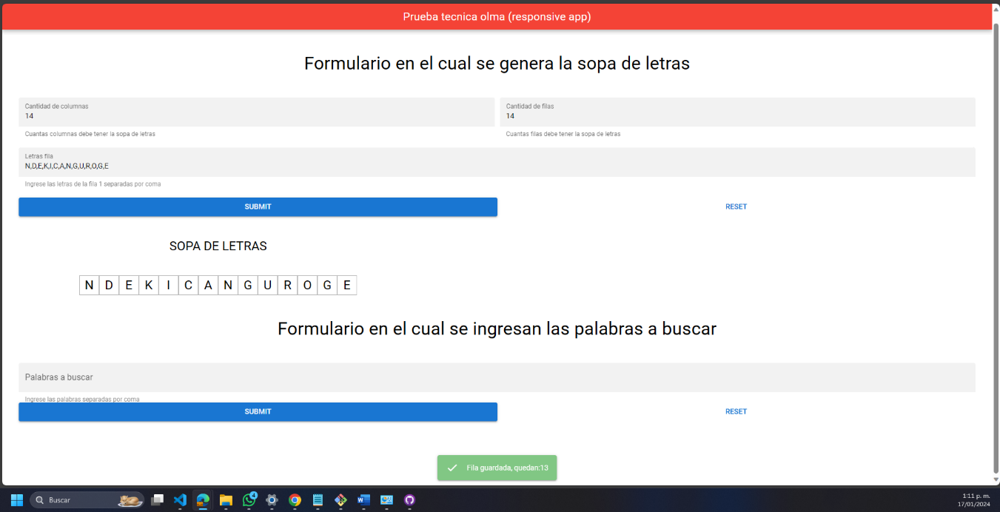 Prueba tecnica olma (responsive app)
Formulario en el cual se genera la sopa de letras
Cantidad de columnas
14
Cuantas columnas debe tener la sopa de letras
Cantidad de filas
14
Cuantas filas debe tener la sopa de letras
Letras fila
N,D,E,K,I,C,A,N,G,U,R,O,G,E
Ingrese las letras de la fila 1 separadas por coma
SUBMIT
RESET
SOPA DE LETRAS
N D E K I C A N G U R O G E
Formulario en el cual se ingresan las palabras a buscar
Palabras a buscar
Ingrese las palabras separadas por coma
SUBMIT
RESET
Fila guardada, quedan:13
Buscar
4
1:11 p. m.
17/01/2024